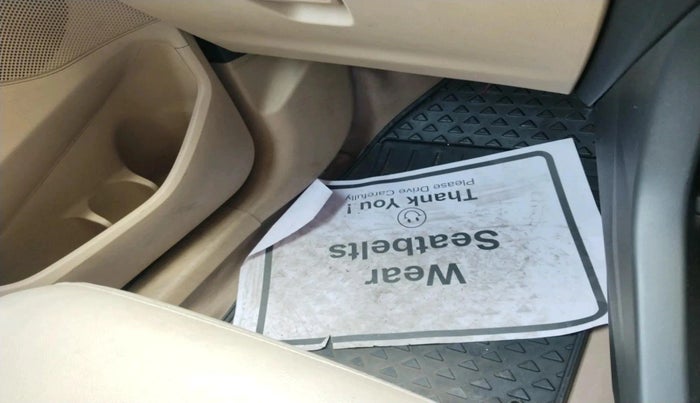 Wear
Seatbelts
Thank You !
Please Drive Carefully